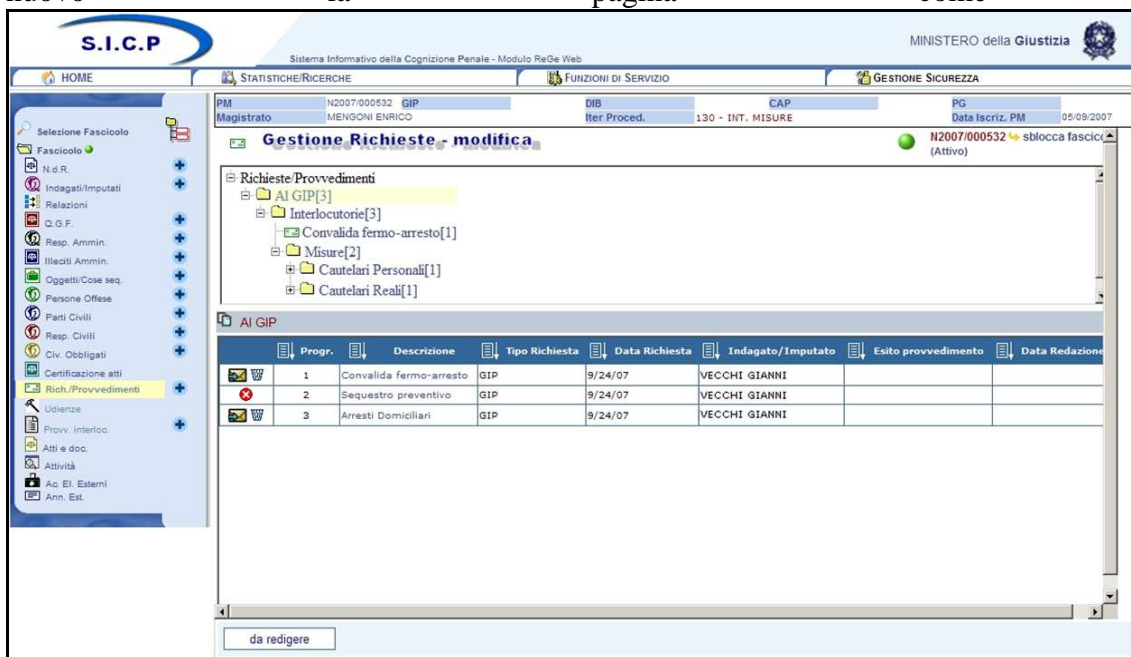 nuovo la pagina come
S.I.C.P
Sistema Informativo della Cognizione Penale - Modulo ReGe Web
MINISTERO della Giustizia
HOME STATISTICHE/RICERCHE FUNZIONI DI SERVIZIO GESTIONE SICUREZZA
PM N2007/000532 GIP DIB CAP PG
Magistrato MENGONI ENRICO Iter Proced. 130 - INT. MISURE Data Iscriz. PM 05/09/2007
Selezione Fascicolo
Fascicolo
N.d.R.
Indagati/Imputati
Relazioni
Q.G.F.
Resp. Ammin.
Illeciti Ammin.
Oggetti/Cose seq.
Persone Offese
Parti Civili
Resp. Civili
Civ. Obbligati
Certificazione atti
Rich./Provvedimenti
Udienze
Provv. interloc.
Atti e doc.
Attività
Ac. El. Esterni
Ann. Est.
Gestione Richieste - modifica
N2007/000532 sblocca fascico
(Attivo)
Richieste/Provvedimenti
Al GIP[3]
Interlocutorie[3]
Convalida fermo-arresto[1]
Misure[2]
Cautelari Personali[1]
Cautelari Reali[1]
Al GIP
Progr. Descrizione Tipo Richiesta Data Richiesta Indagato/Imputato Esito provvedimento Data Redazione
1 Convalida fermo-arresto GIP 9/24/07 VECCHI GIANNI
2 Sequestro preventivo GIP 9/24/07 VECCHI GIANNI
3 Arresti Domiciliari GIP 9/24/07 VECCHI GIANNI
da redigere